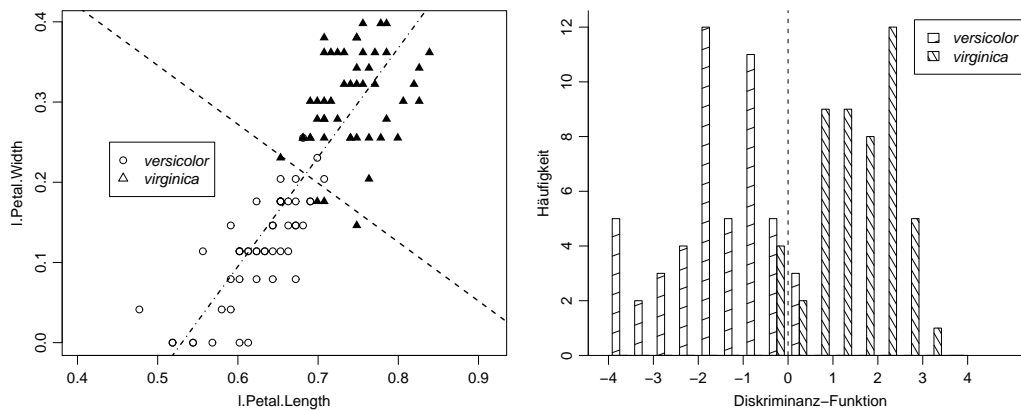 l.Petal.Width
0.0
0.1
0.2
0.3
0.4
versicolor
virginica
0.4 0.5 0.6 0.7 0.8 0.9
l.Petal.Length
Häufigkeit
0
2
4
6
8
10
12
versicolor
virginica
−4 −3 −2 −1 0 1 2 3 4
Diskriminanz−Funktion